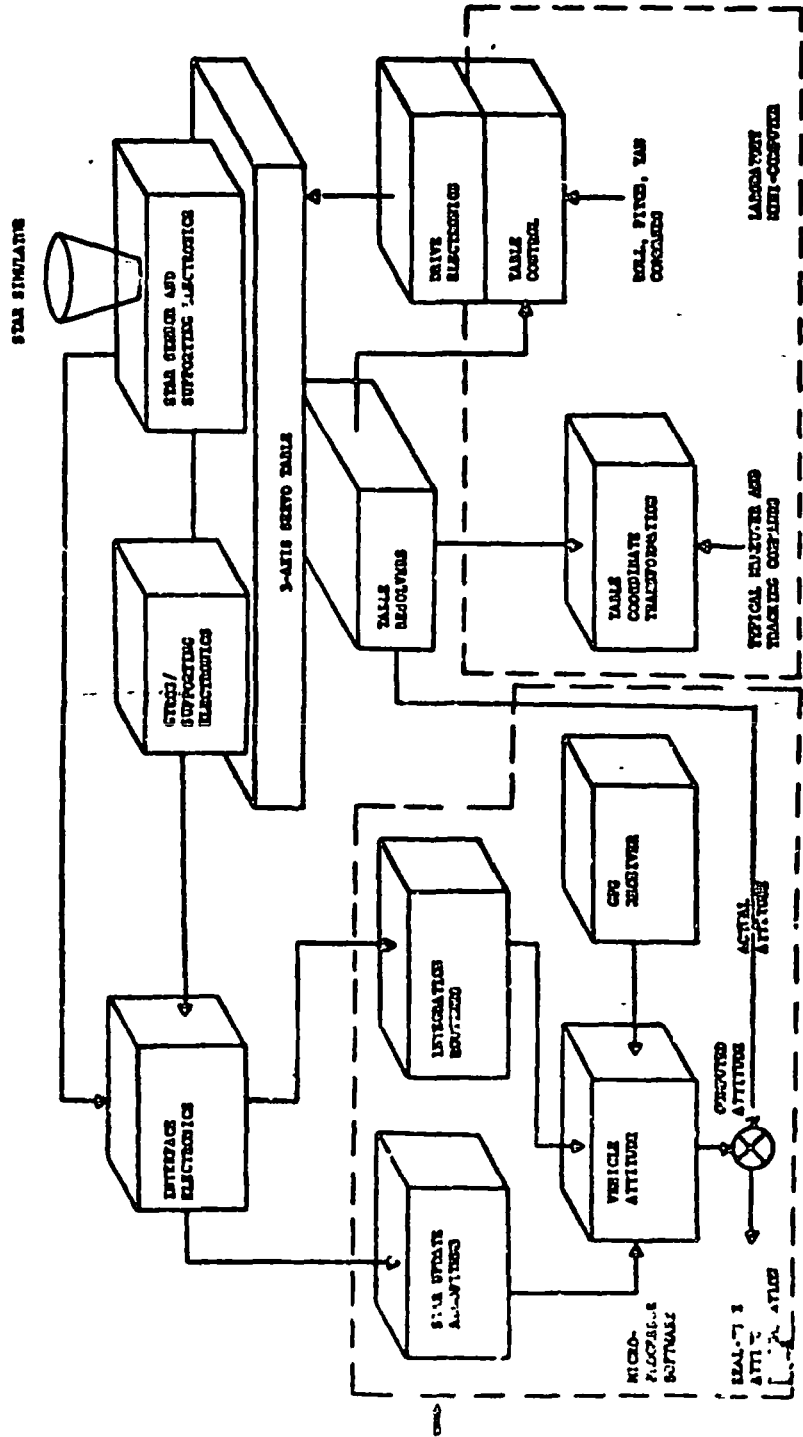 STAR SIMULATOR
STAR SENSOR AND
SUPPORTING ELECTRONICS
SUPPORTING
ELECTRONICS
3-AXIS SERVO TABLE
INTERFACE
ELECTRONICS
DRIVE
ELECTRONICS
TABLE
CONTROL
TABLE
RESOLVERS
ROLL, PITCH, YAW
COMMANDS
LABORATORY
MINI-COMPUTER
TABLE
COORDINATE
TRANSFORMATION
TYPICAL MANEUVER AND
TRACKING COMMANDS
INTEGRATION
ROUTINES
GPS
RECEIVER
STAR UPDATE
ALGORITHMS
VEHICLE
ATTITUDE
ACTUAL
ATTITUDE
COMPUTED
ATTITUDE
MICRO-
PROCESSOR
SOFTWARE
REAL-TIME